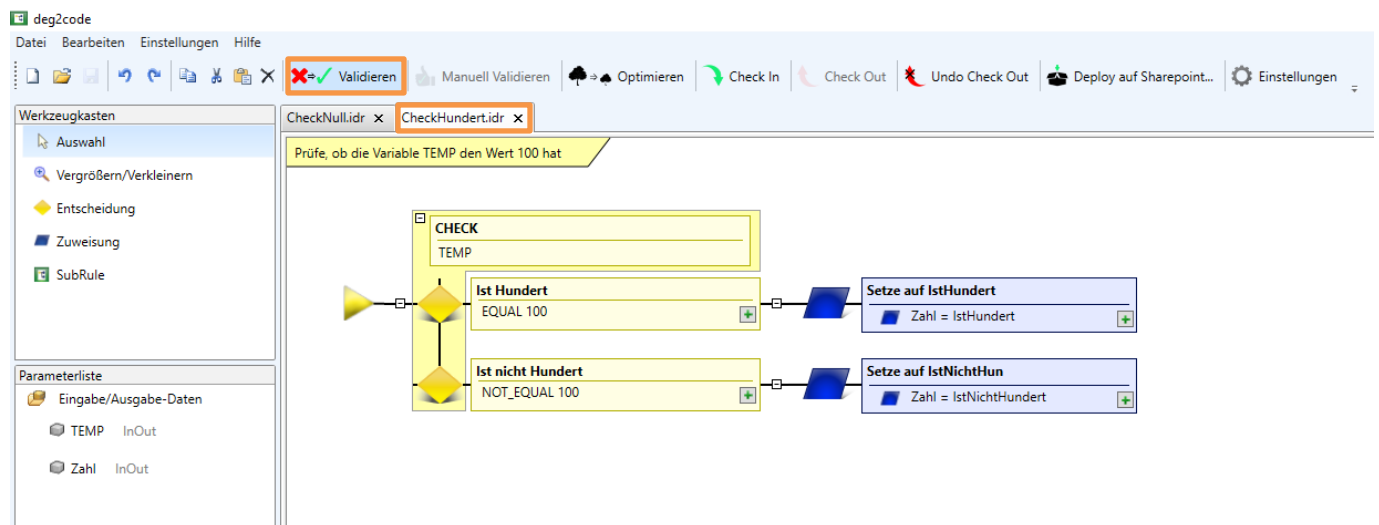 deg2code
Datei Bearbeiten Einstellungen Hilfe
Validieren Manuell Validieren Optimieren Check In Check Out Undo Check Out Deploy auf Sharepoint... Einstellungen
Werkzeugkasten
Auswahl
Vergrößern/Verkleinern
Entscheidung
Zuweisung
SubRule
Parameterliste
Eingabe/Ausgabe-Daten
TEMP InOut
Zahl InOut
CheckNull.idr CheckHundert.idr
Prüfe, ob die Variable TEMP den Wert 100 hat
CHECK
TEMP
Ist Hundert
EQUAL 100
Setze auf IstHundert
Zahl = IstHundert
Ist nicht Hundert
NOT_EQUAL 100
Setze auf IstNichtHun
Zahl = IstNichtHundert